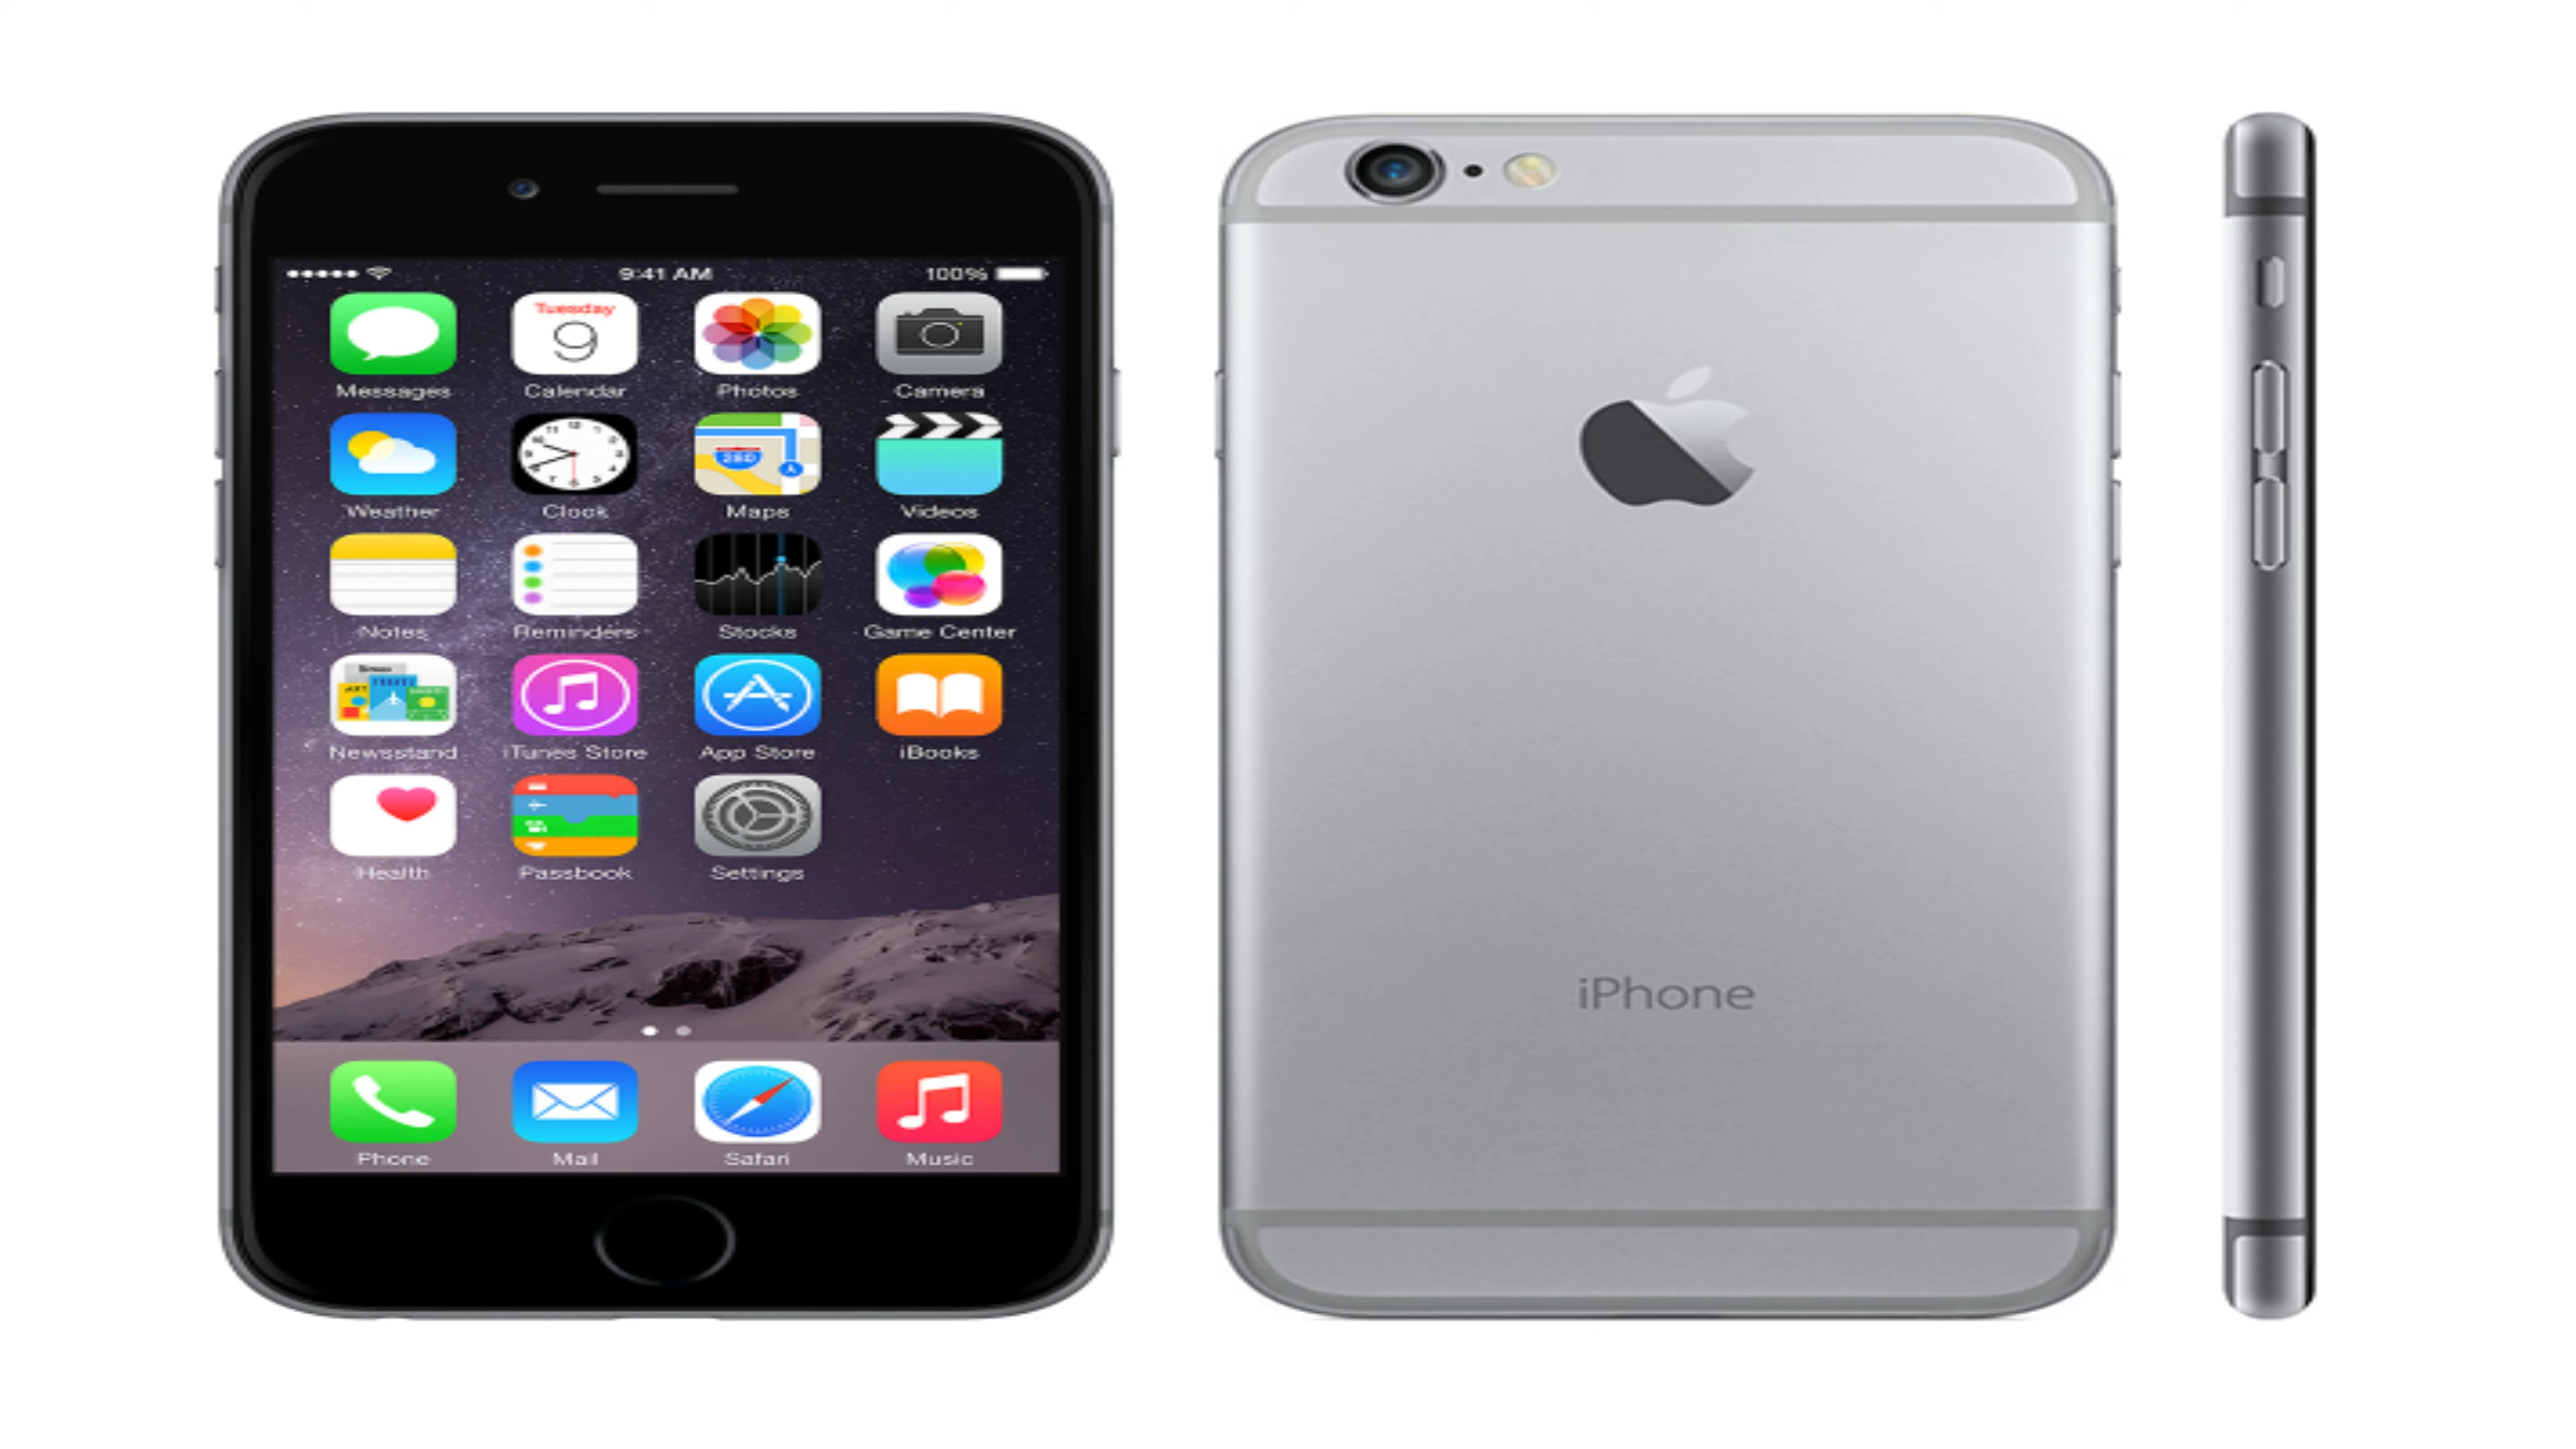 9:41 AM 100%
Tuesday
9
Messages Calendar Photos Camera
280
Weather Clock Maps Videos
Notes Reminders Stocks Game Center
Newsstand iTunes Store App Store iBooks
Health Passbook Settings
Phone Mail Safari Music
iPhone